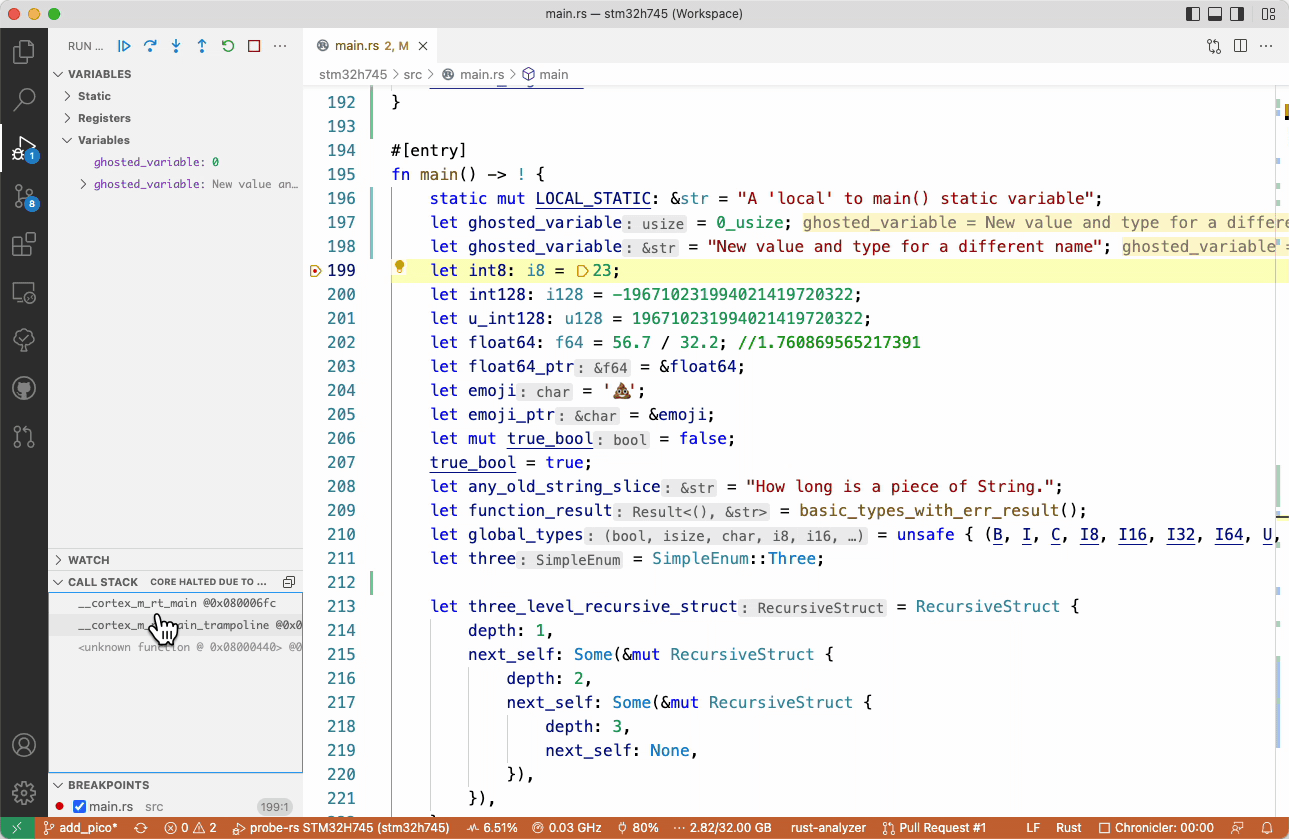 main.rs — stm32h745 (Workspace)
RUN ...
main.rs 2, M
stm32h745 > src > main.rs > main
VARIABLES
Static
Registers
Variables
ghosted_variable: 0
ghosted_variable: New value an…
192 }
193
194 #[entry]
195 fn main() -> ! {
196 static mut LOCAL_STATIC: &str = "A 'local' to main() static variable";
197 let ghosted_variable: usize = 0_usize; ghosted_variable = New value and type for a differe
198 let ghosted_variable: &str = "New value and type for a different name"; ghosted_variable =
199 let int8: i8 = 23;
200 let int128: i128 = -196710231994021419720322;
201 let u_int128: u128 = 196710231994021419720322;
202 let float64: f64 = 56.7 / 32.2; //1.760869565217391
203 let float64_ptr: &f64 = &float64;
204 let emoji: char = '💩';
205 let emoji_ptr: &char = &emoji;
206 let mut true_bool: bool = false;
207 true_bool = true;
208 let any_old_string_slice: &str = "How long is a piece of String.";
209 let function_result: Result<(), &str> = basic_types_with_err_result();
210 let global_types: (bool, isize, char, i8, i16, …) = unsafe { (B, I, C, I8, I16, I32, I64, U,
211 let three: SimpleEnum = SimpleEnum::Three;
212
213 let three_level_recursive_struct: RecursiveStruct = RecursiveStruct {
214 depth: 1,
215 next_self: Some(&mut RecursiveStruct {
216 depth: 2,
217 next_self: Some(&mut RecursiveStruct {
218 depth: 3,
219 next_self: None,
220 }),
221 }),
WATCH
CALL STACK CORE HALTED DUE TO ...
__cortex_m_rt_main @0x080006fc
__cortex_m_ ain_trampoline @0x0
<unknown function @ 0x08000440> @0
BREAKPOINTS
main.rs src 199:1
1
8
add_pico* 0 2 probe-rs STM32H745 (stm32h745) 6.51% 0.03 GHz 80% 2.82/32.00 GB rust-analyzer Pull Request #1 LF Rust Chronicler: 00:00